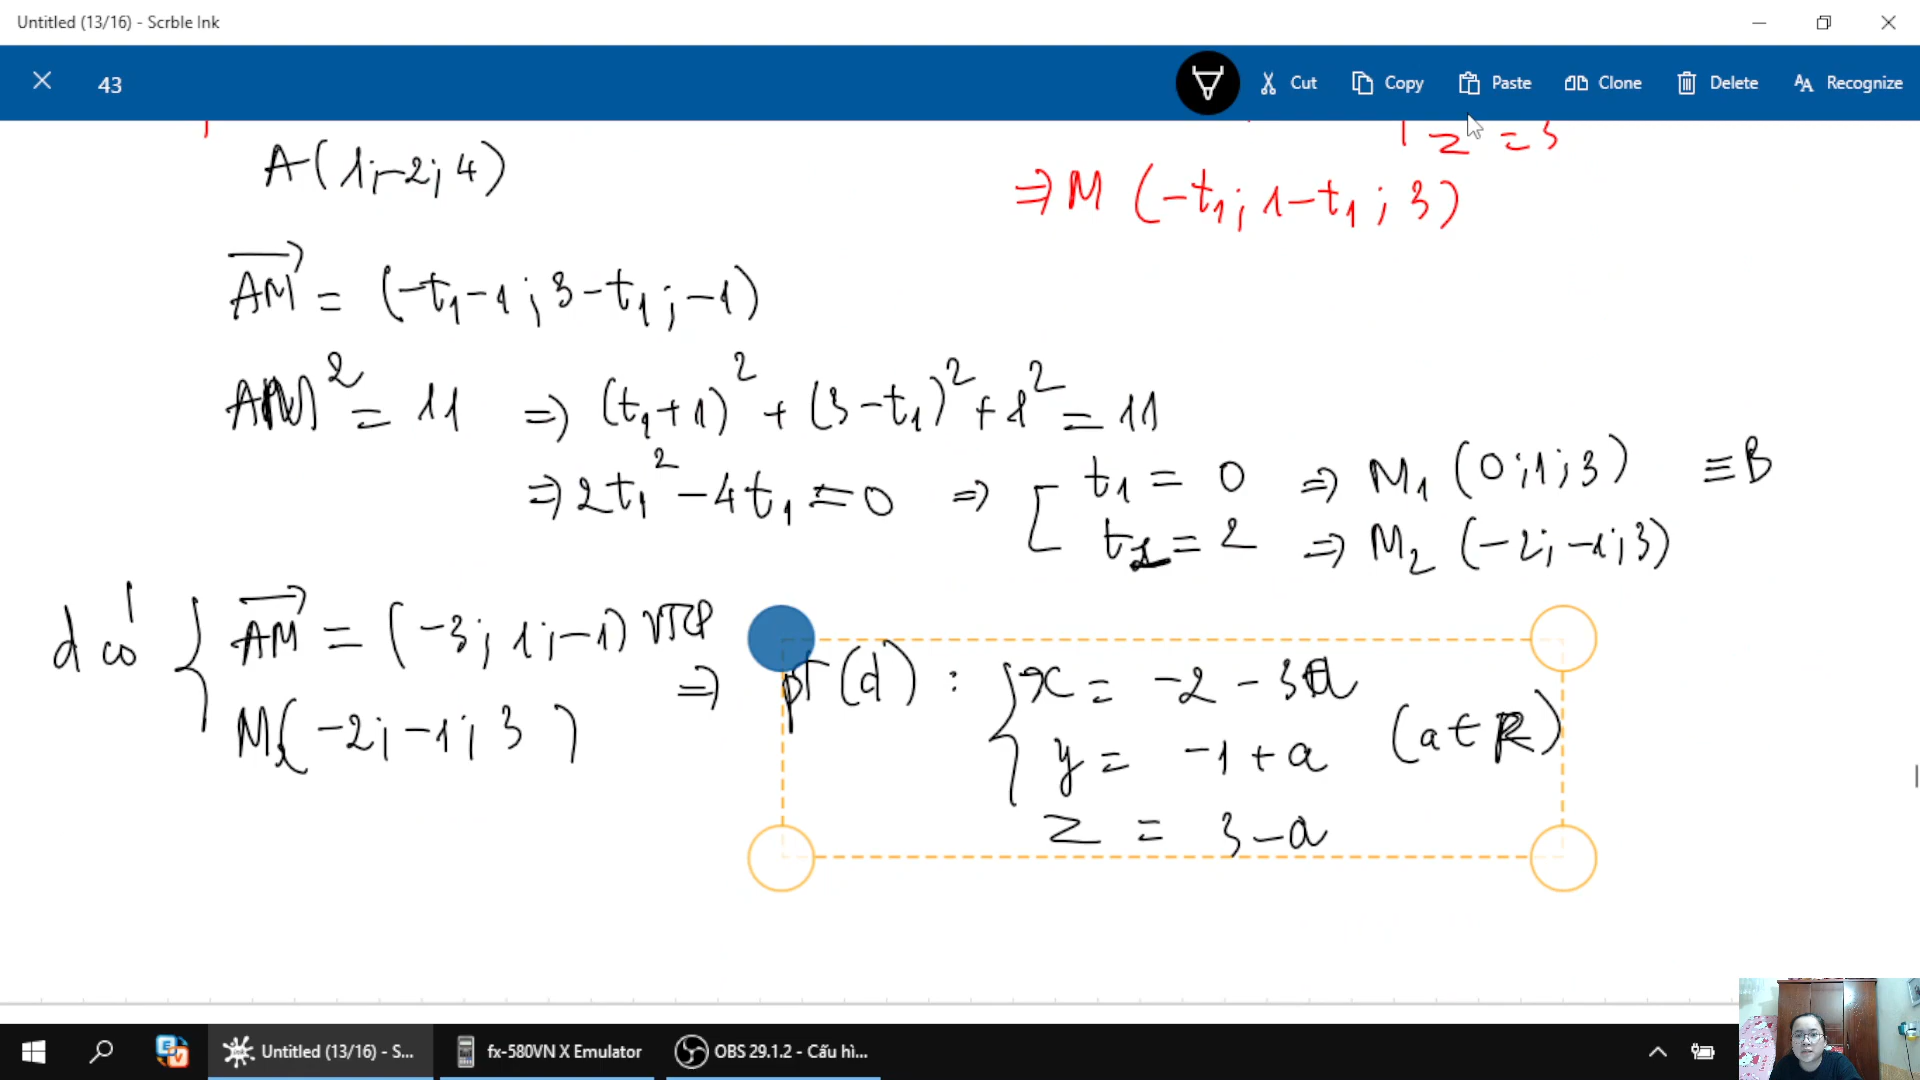 Untitled (13/16) - Scrble Ink
43
Cut
Copy
Paste
Clone
Delete
Recognize
z = 3
A(1;-2;4)
⇒ M (-t₁; 1-t₁; 3)
AM = (-t₁-1; 3-t₁; -1)
AM² = 11 ⇒ (t₁+1)² + (3-t₁)² + 1² = 11
⇒ 2t₁² - 4t₁ = 0 ⇒ [ t₁ = 0 ⇒ M₁ (0;1;3) ≡ B
t₁ = 2 ⇒ M₂ (-2; -1; 3)
d có { AM = (-3; 1; -1) VTCP
M(-2; -1; 3)
⇒ pt (d) : { x = -2 - 3a
y = -1 + a (a ∈ R)
z = 3 - a
Untitled (13/16) - S...
fx-580VN X Emulator
OBS 29.1.2 - Cấu hì...